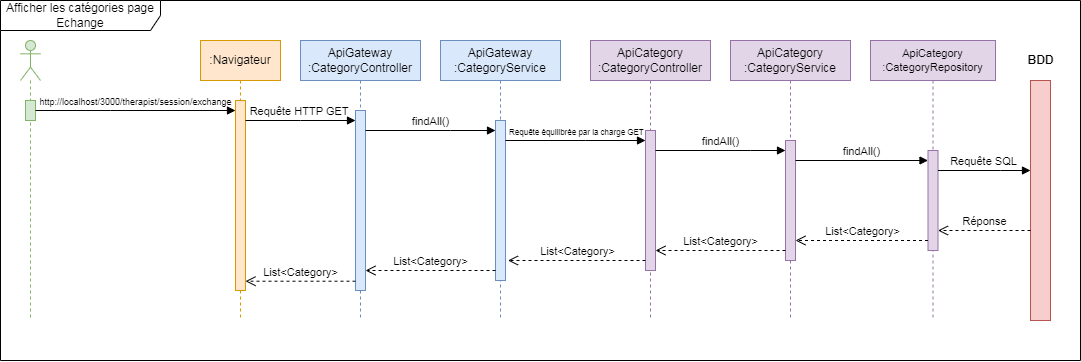 Afficher les catégories page
Echange
:Navigateur
ApiGateway
:CategoryController
ApiGateway
:CategoryService
ApiCategory
:CategoryController
ApiCategory
:CategoryService
ApiCategory
:CategoryRepository
BDD
http://localhost/3000/therapist/session/exchange
Requête HTTP GET
findAll()
Requête équilibrée par la charge GET
findAll()
findAll()
Requête SQL
Réponse
List<Category>
List<Category>
List<Category>
List<Category>
List<Category>